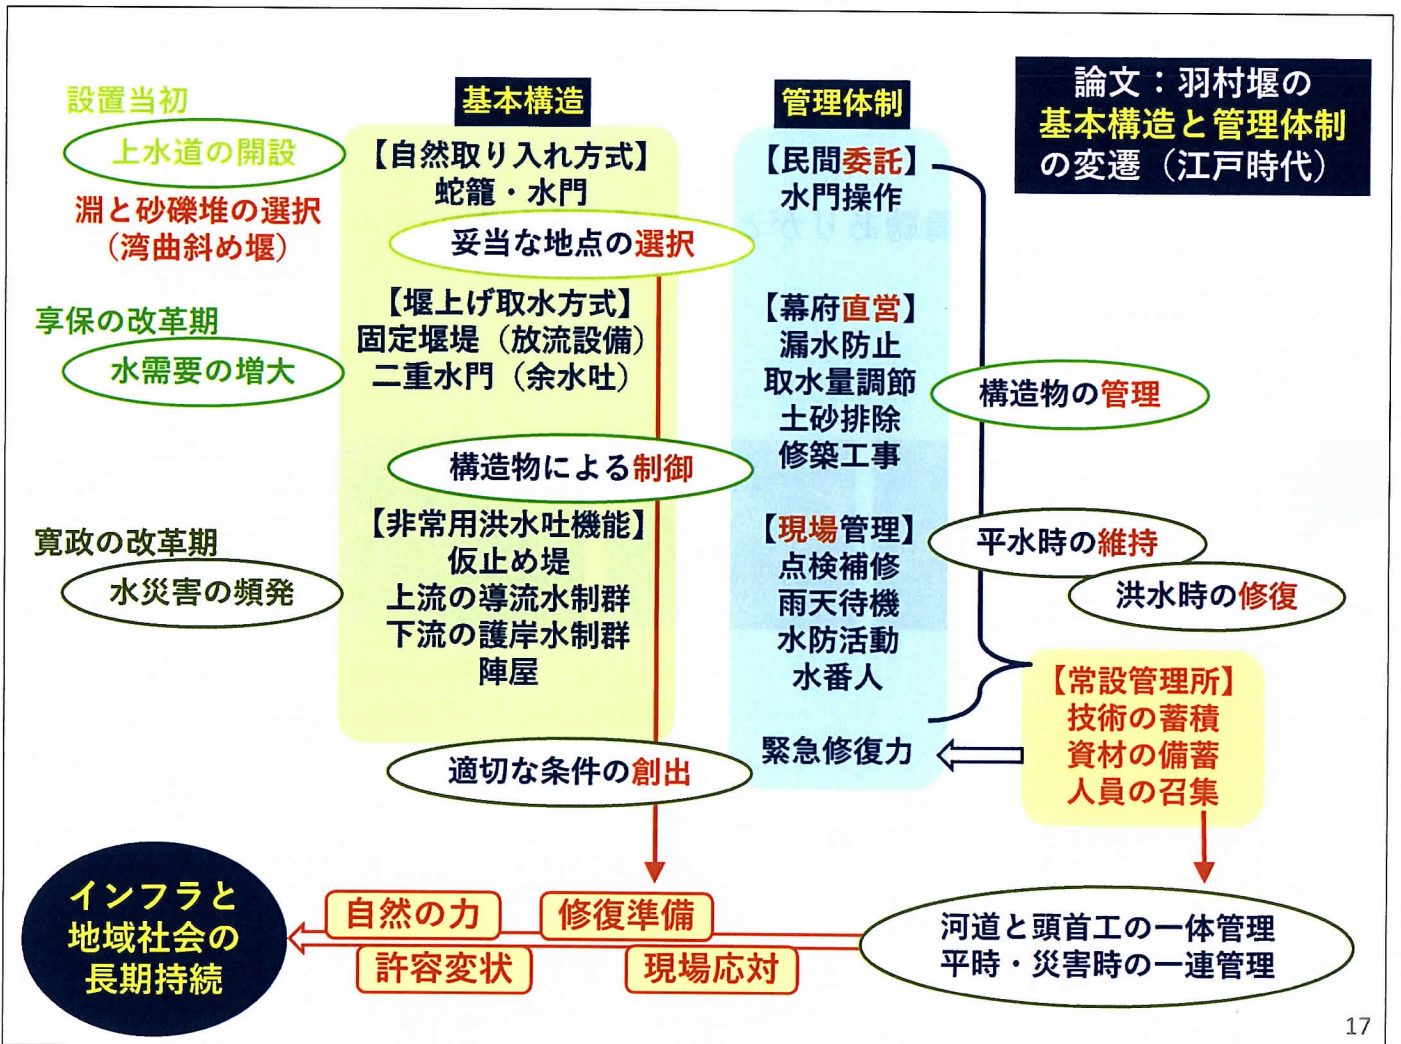 論文：羽村堰の
基本構造と管理体制
の変遷（江戸時代）
基本構造
管理体制
設置当初
上水道の開設
淵と砂礫堆の選択
（湾曲斜め堰）
【自然取り入れ方式】
蛇籠・水門
妥当な地点の選択
【民間委託】
水門操作
享保の改革期
水需要の増大
【堰上げ取水方式】
固定堰堤（放流設備）
二重水門（余水吐）
構造物による制御
【幕府直営】
漏水防止
取水量調節
土砂排除
修築工事
構造物の管理
寛政の改革期
水災害の頻発
【非常用洪水吐機能】
仮止め堤
上流の導流水制群
下流の護岸水制群
陣屋
適切な条件の創出
【現場管理】
点検補修
雨天待機
水防活動
水番人
緊急修復力
平水時の維持
洪水時の修復
【常設管理所】
技術の蓄積
資材の備蓄
人員の召集
河道と頭首工の一体管理
平時・災害時の一連管理
自然の力
修復準備
許容変状
現場応対
インフラと
地域社会の
長期持続
17